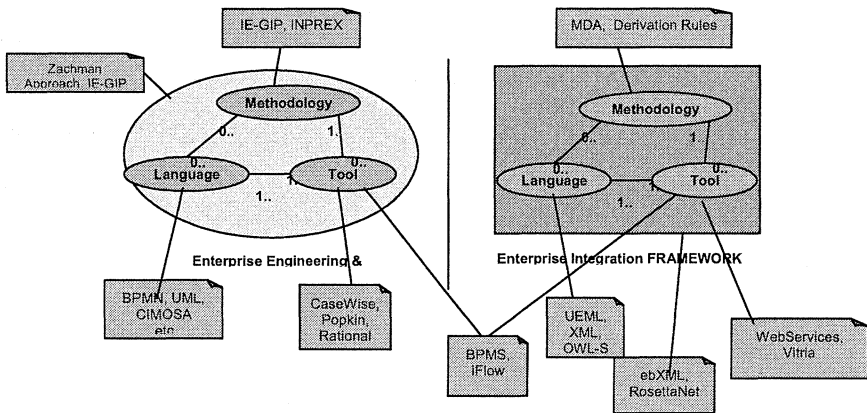 IE-GIP, INPREX
MDA, Derivation Rules
Zachman
Approach, IE-GIP
Methodology
0..
1.
0..
0..
Language
1.
Tool
1..
Methodology
0..
1.
0..
0..
Language
1
Tool
1..
Enterprise Engineering &
Enterprise Integration FRAMEWORK
BPMN, UML,
CIMOSA
etc
CaseWise,
Popkin,
Rational
BPMS,
iFlow
UEML,
XML,
OWL-S
ebXML,
RosettaNet
WebServices,
Vitria